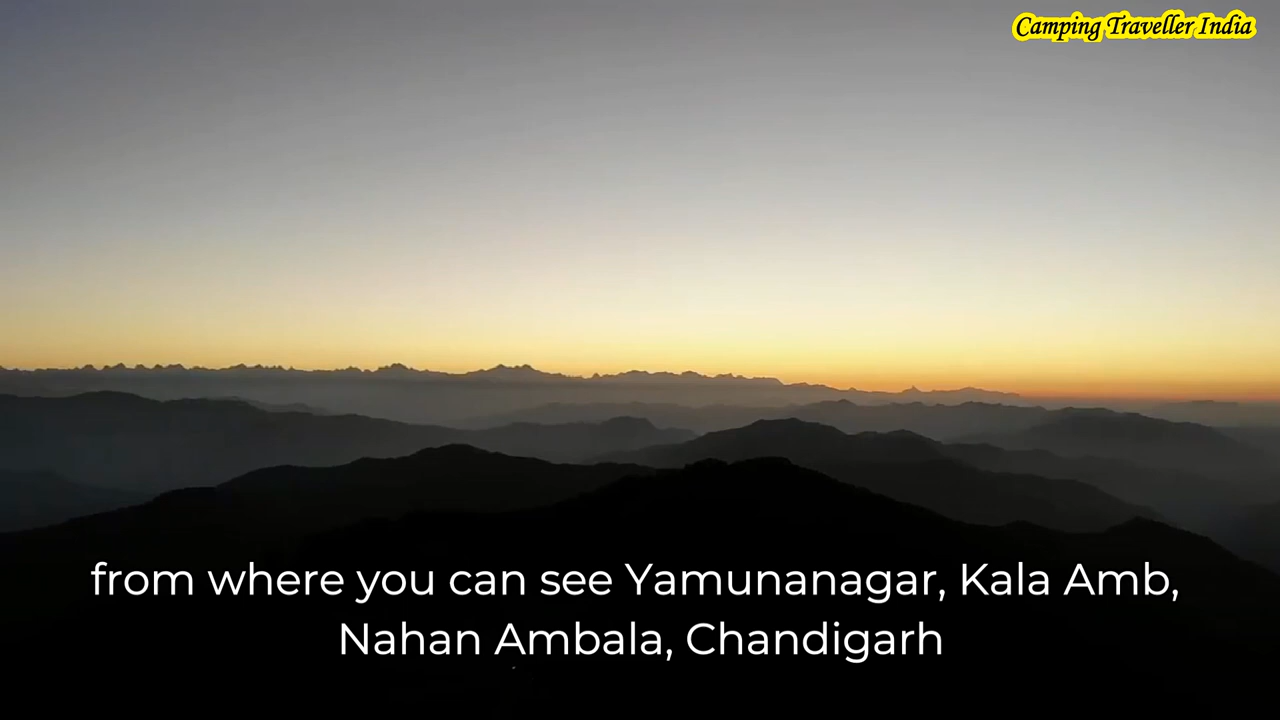 Camping Traveller India
from where you can see Yamunanagar, Kala Amb,
Nahan Ambala, Chandigarh